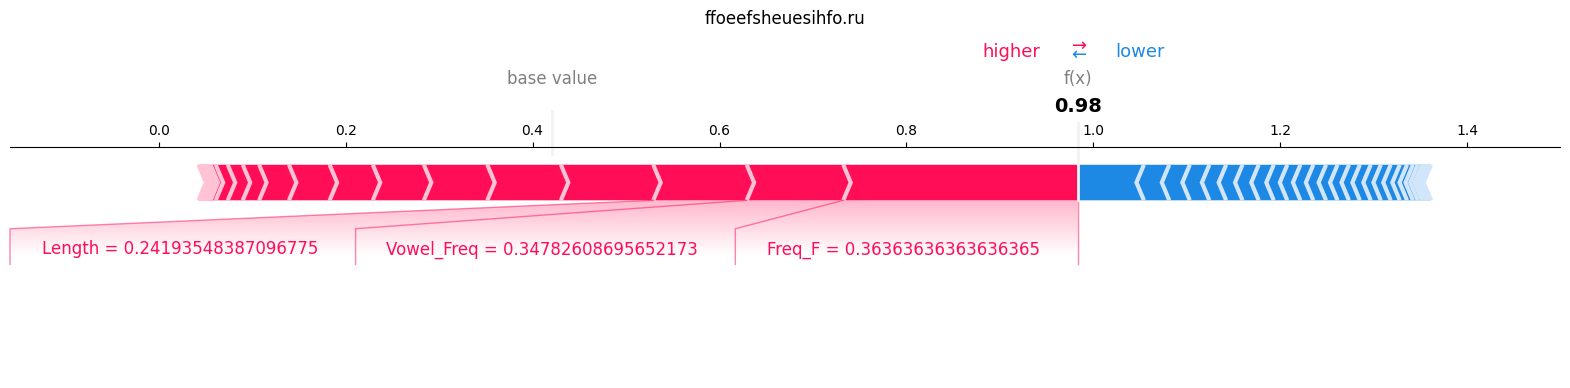 ffoeefsheuesihfo.ru
higher ⇄ lower
base value f(x)
0.98
0.0 0.2 0.4 0.6 0.8 1.0 1.2 1.4
Length = 0.24193548387096775 Vowel_Freq = 0.34782608695652173 Freq_F = 0.36363636363636365